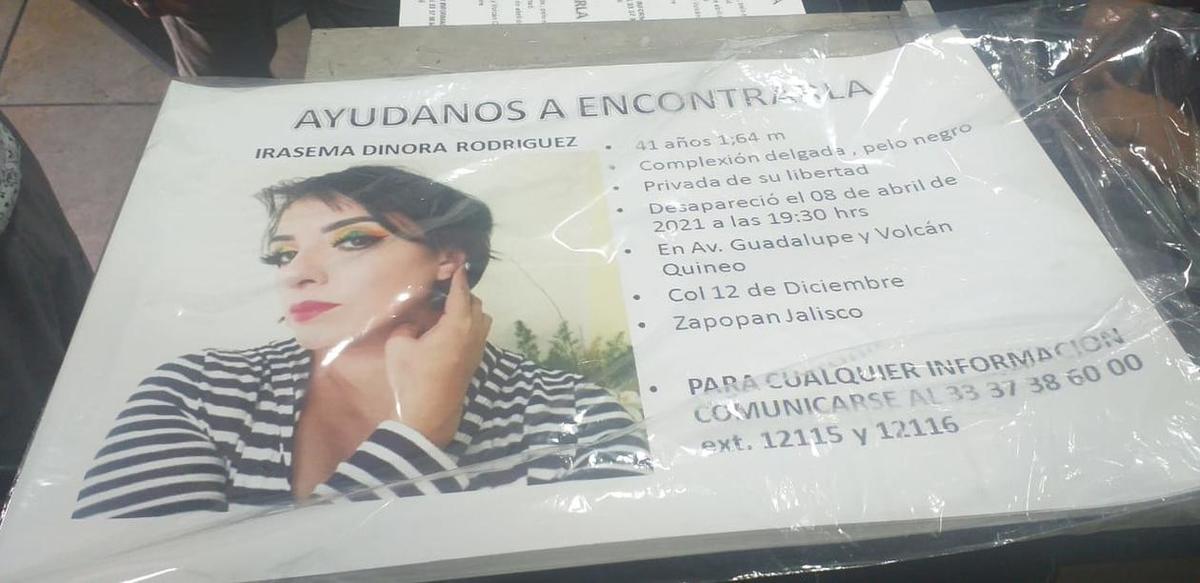 AYUDANOS A ENCONTRARLA
IRASEMA DINORA RODRIGUEZ
• 41 años 1,64 m
• Complexión delgada , pelo negro
• Privada de su libertad
• Desapareció el 08 de abril de
2021 a las 19:30 hrs
• En Av. Guadalupe y Volcán
Quineo
• Col 12 de Diciembre
• Zapopan Jalisco
• PARA CUALQUIER INFORMACION
COMUNICARSE AL 33 37 38 60 00
ext. 12115 y 12116